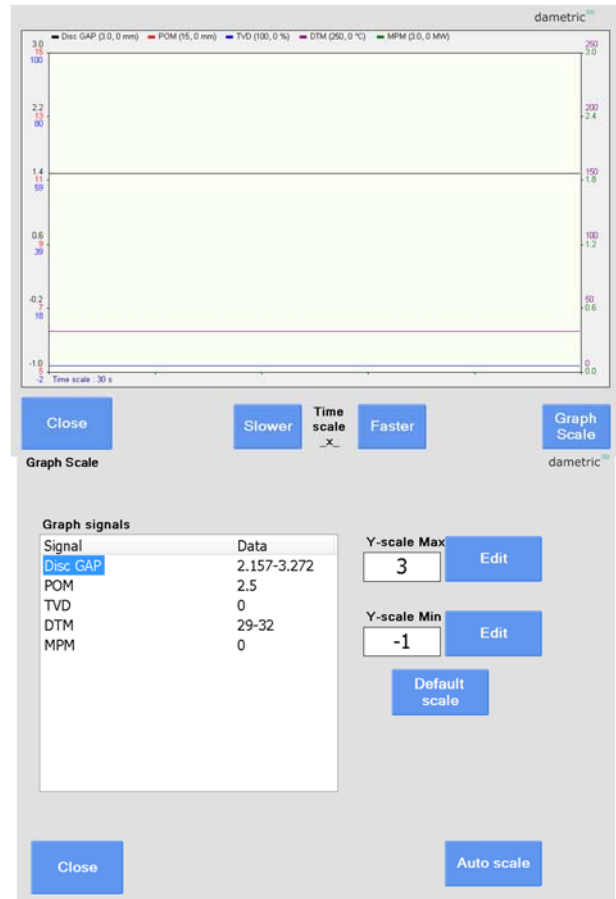 dametric
Disc GAP (3.0, 0 mm) POM (15, 0 mm) TVD (100, 0 %) DTM (250, 0 °C) MPM (3.0, 0 MW)
3.0 250
15 3.0
100
2.2 200
13 2.4
80
1.4 150
11 1.8
59
0.6 100
9 1.2
39
-0.2 50
7 0.6
18
-1.0 0
5 0.0
-2 Time scale : 30 s
Close
Slower
Time
scale
_x_
Faster
Graph
Scale
Graph Scale dametric
Graph signals
Signal Data
Disc GAP 2.157-3.272
POM 2.5
TVD 0
DTM 29-32
MPM 0
Y-scale Max
3
Edit
Y-scale Min
-1
Edit
Default
scale
Close
Auto scale